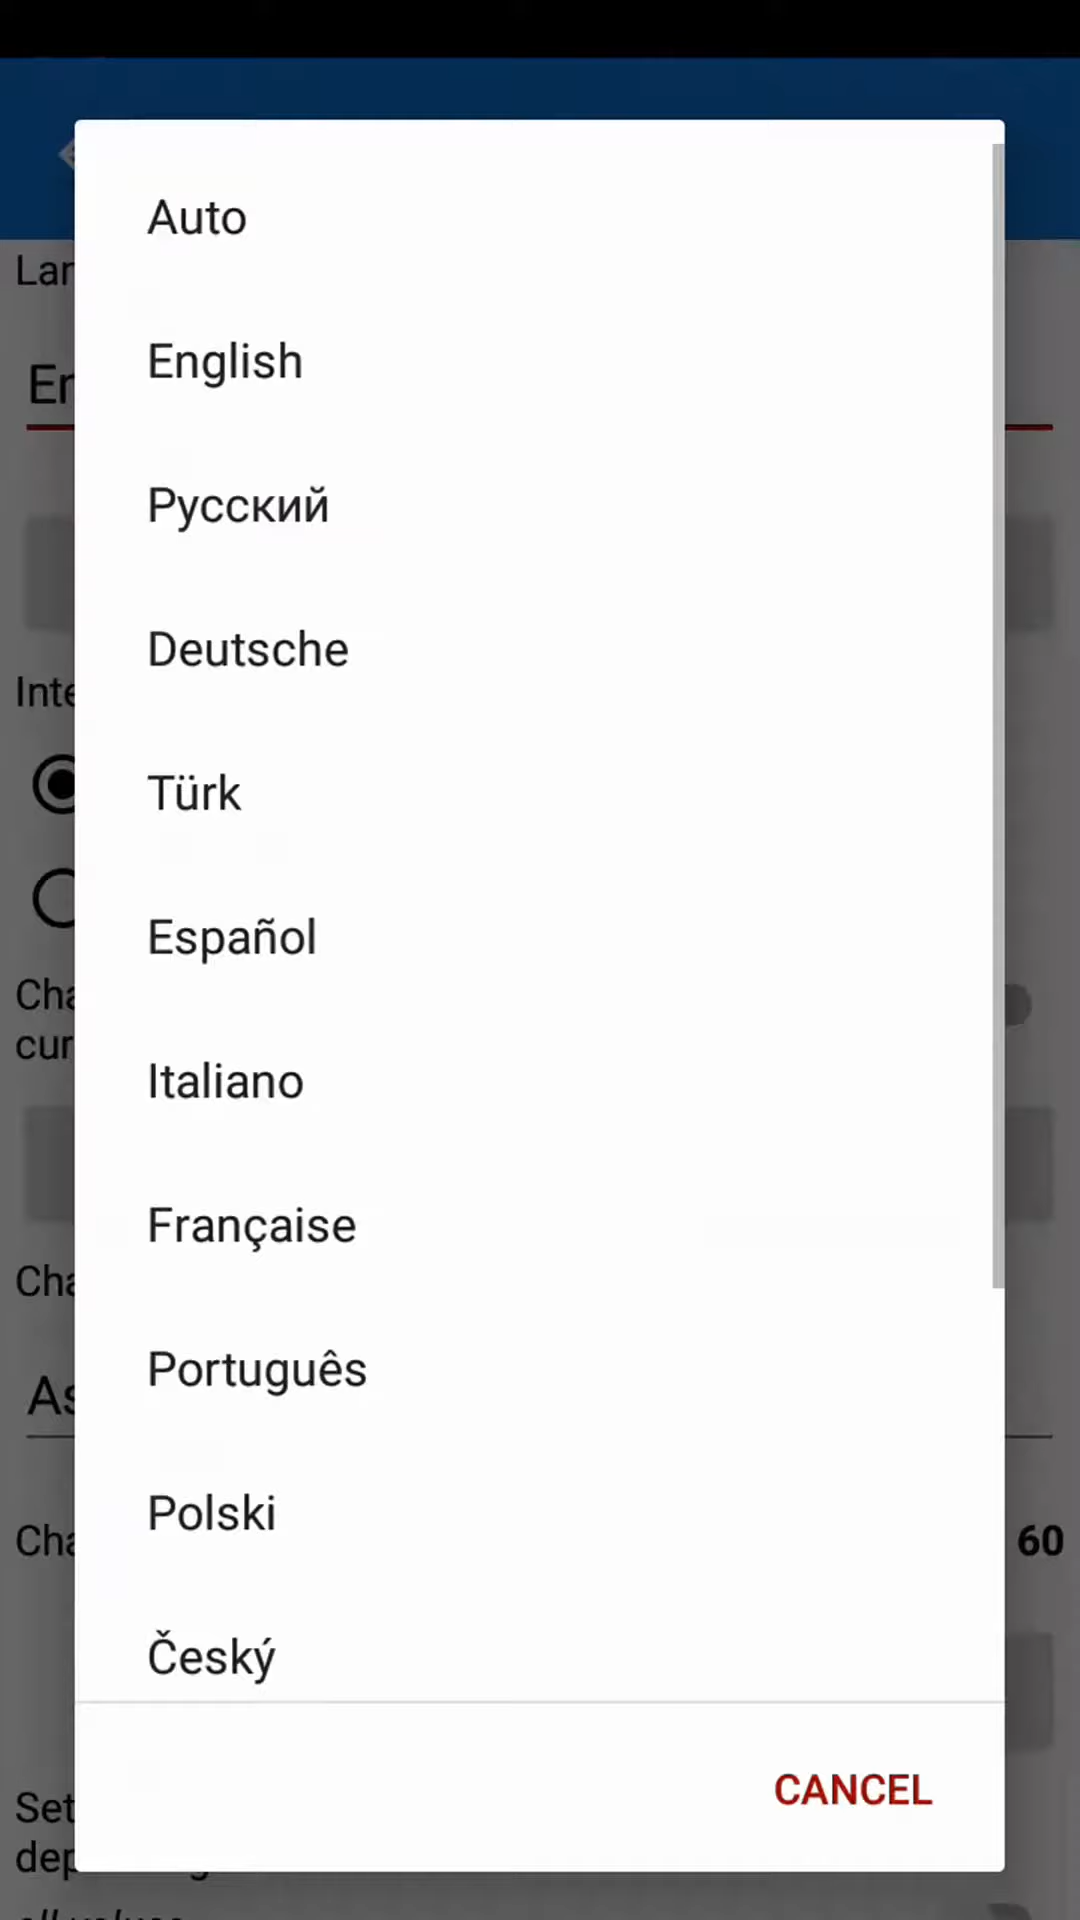 Auto
English
Русский
Deutsche
Türk
Español
Italiano
Française
Português
Polski
Český
60
CANCEL